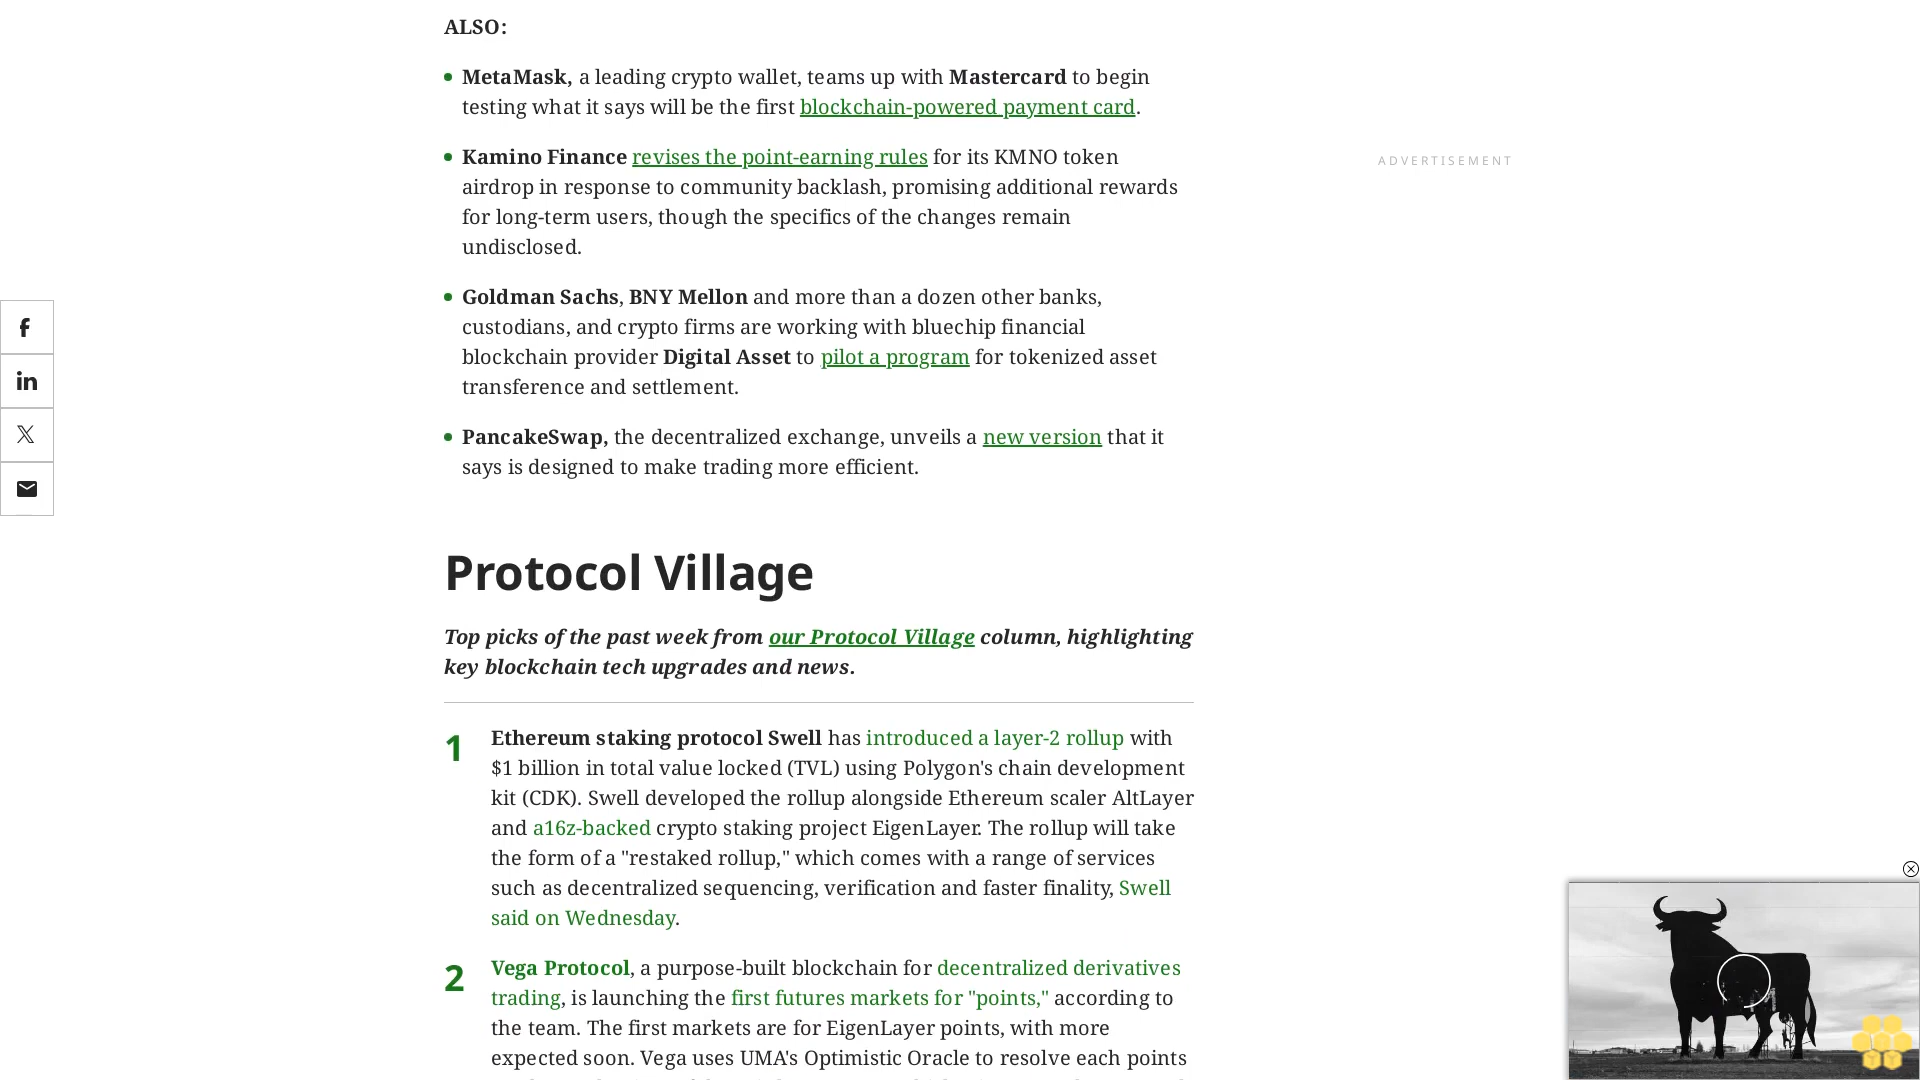 ALSO:
MetaMask, a leading crypto wallet, teams up with Mastercard to begin
testing what it says will be the first blockchain-powered payment card.
Kamino Finance revises the point-earning rules for its KMNO token
airdrop in response to community backlash, promising additional rewards
for long-term users, though the specifics of the changes remain
undisclosed.
Goldman Sachs, BNY Mellon and more than a dozen other banks,
custodians, and crypto firms are working with bluechip financial
blockchain provider Digital Asset to pilot a program for tokenized asset
transference and settlement.
PancakeSwap, the decentralized exchange, unveils a new version that it
says is designed to make trading more efficient.
ADVERTISEMENT
Protocol Village
Top picks of the past week from our Protocol Village column, highlighting
key blockchain tech upgrades and news.
1 Ethereum staking protocol Swell has introduced a layer-2 rollup with
$1 billion in total value locked (TVL) using Polygon's chain development
kit (CDK). Swell developed the rollup alongside Ethereum scaler AltLayer
and a16z-backed crypto staking project EigenLayer. The rollup will take
the form of a "restaked rollup," which comes with a range of services
such as decentralized sequencing, verification and faster finality, Swell
said on Wednesday.
2 Vega Protocol, a purpose-built blockchain for decentralized derivatives
trading, is launching the first futures markets for "points," according to
the team. The first markets are for EigenLayer points, with more
expected soon. Vega uses UMA's Optimistic Oracle to resolve each points